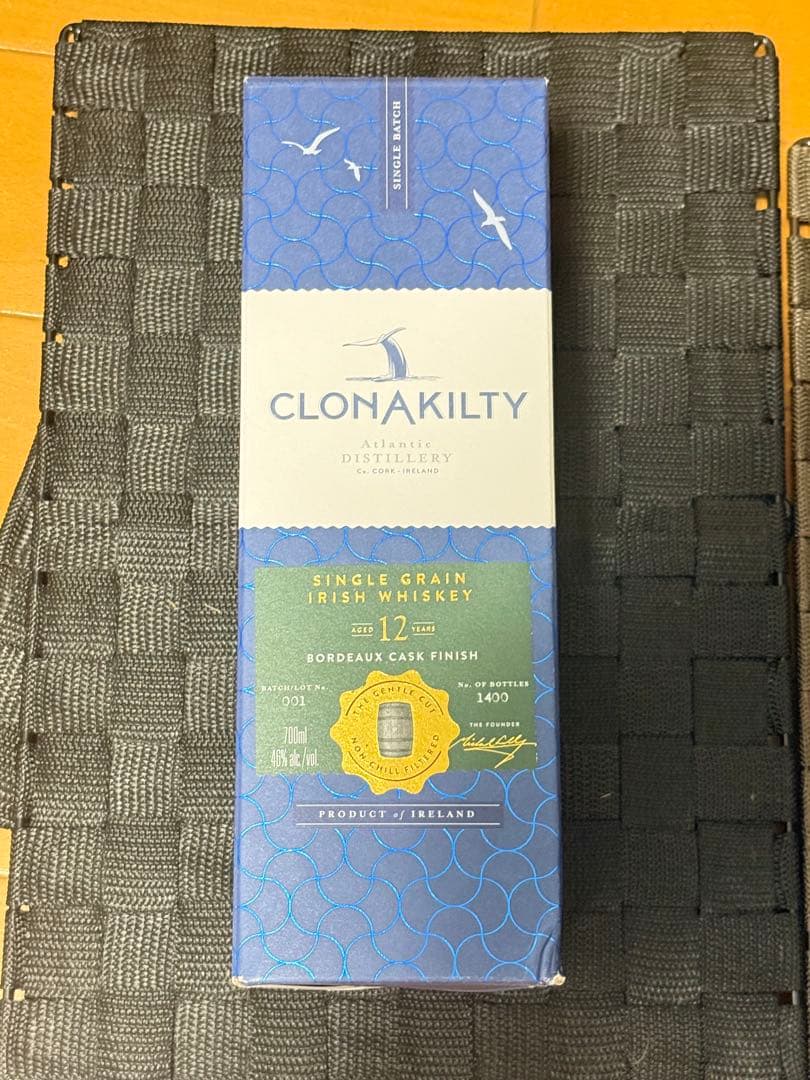 SINGLE BATCH
CLONAKILTY
Atlantic
DISTILLERY
Co. CORK - IRELAND
SINGLE GRAIN
IRISH WHISKEY
AGED 12 YEARS
BORDEAUX CASK FINISH
BATCH/LOT No.
001
No. OF BOTTLES
1400
THE GENTLE CUT
NON-CHILL FILTERED
700ml
46% alc/vol.
THE FOUNDER
PRODUCT of IRELAND